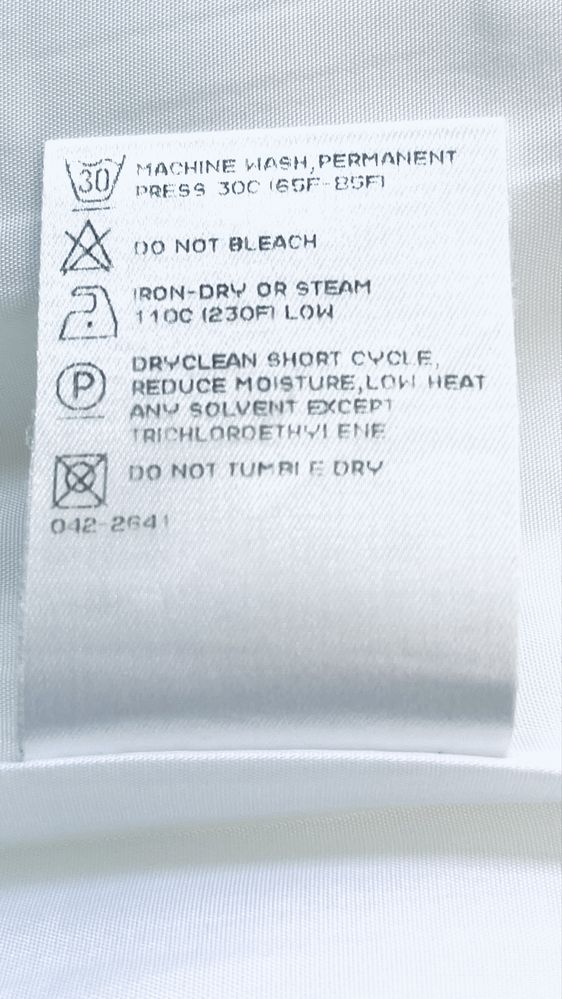 30 MACHINE WASH,PERMANENT
PRESS 30C (65F-85F)
DO NOT BLEACH
IRON-DRY OR STEAM
110C (230F) LOW
DRYCLEAN SHORT CYCLE,
P REDUCE MOISTURE,LOW HEAT
ANY SOLVENT EXCEPT
TRICHLOROETHYLENE
DO NOT TUMBLE DRY
042-2641